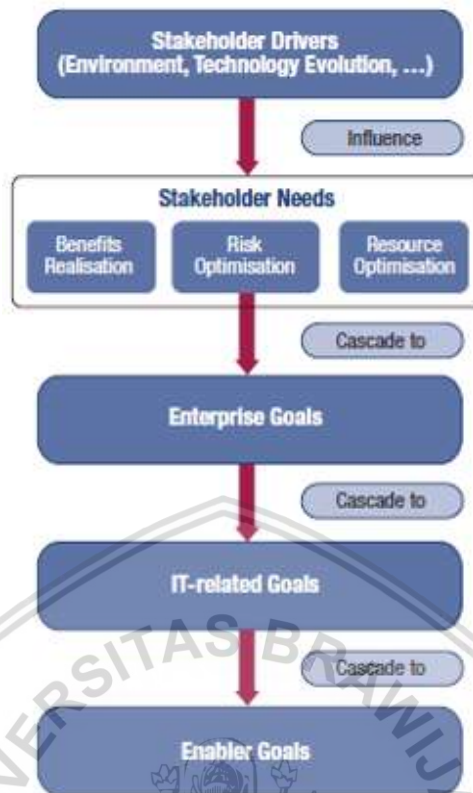 Stakeholder Drivers
(Environment, Technology Evolution, …)
Influence
Stakeholder Needs
Benefits
Realisation
Risk
Optimisation
Resource
Optimisation
Cascade to
Enterprise Goals
Cascade to
IT-related Goals
Cascade to
Enabler Goals